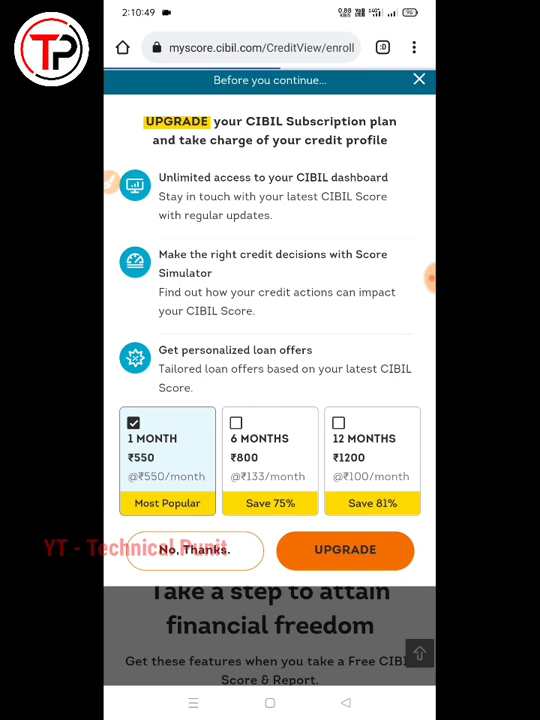 2:10:49
0.88
KB/S
96
TP
myscore.cibil.com/CreditView/enroll
:D
Before you continue...
UPGRADE your CIBIL Subscription plan
and take charge of your credit profile
Unlimited access to your CIBIL dashboard
Stay in touch with your latest CIBIL Score
with regular updates.
Make the right credit decisions with Score
Simulator
Find out how your credit actions can impact
your CIBIL Score.
Get personalized loan offers
Tailored loan offers based on your latest CIBIL
Score.
1 MONTH
₹550
@₹550/month
Most Popular
6 MONTHS
₹800
@₹133/month
Save 75%
12 MONTHS
₹1200
@₹100/month
Save 81%
YT - Technical Punit
No, Thanks.
UPGRADE
Take a step to attain
financial freedom
Get these features when you take a Free CIBI
Score & Report.